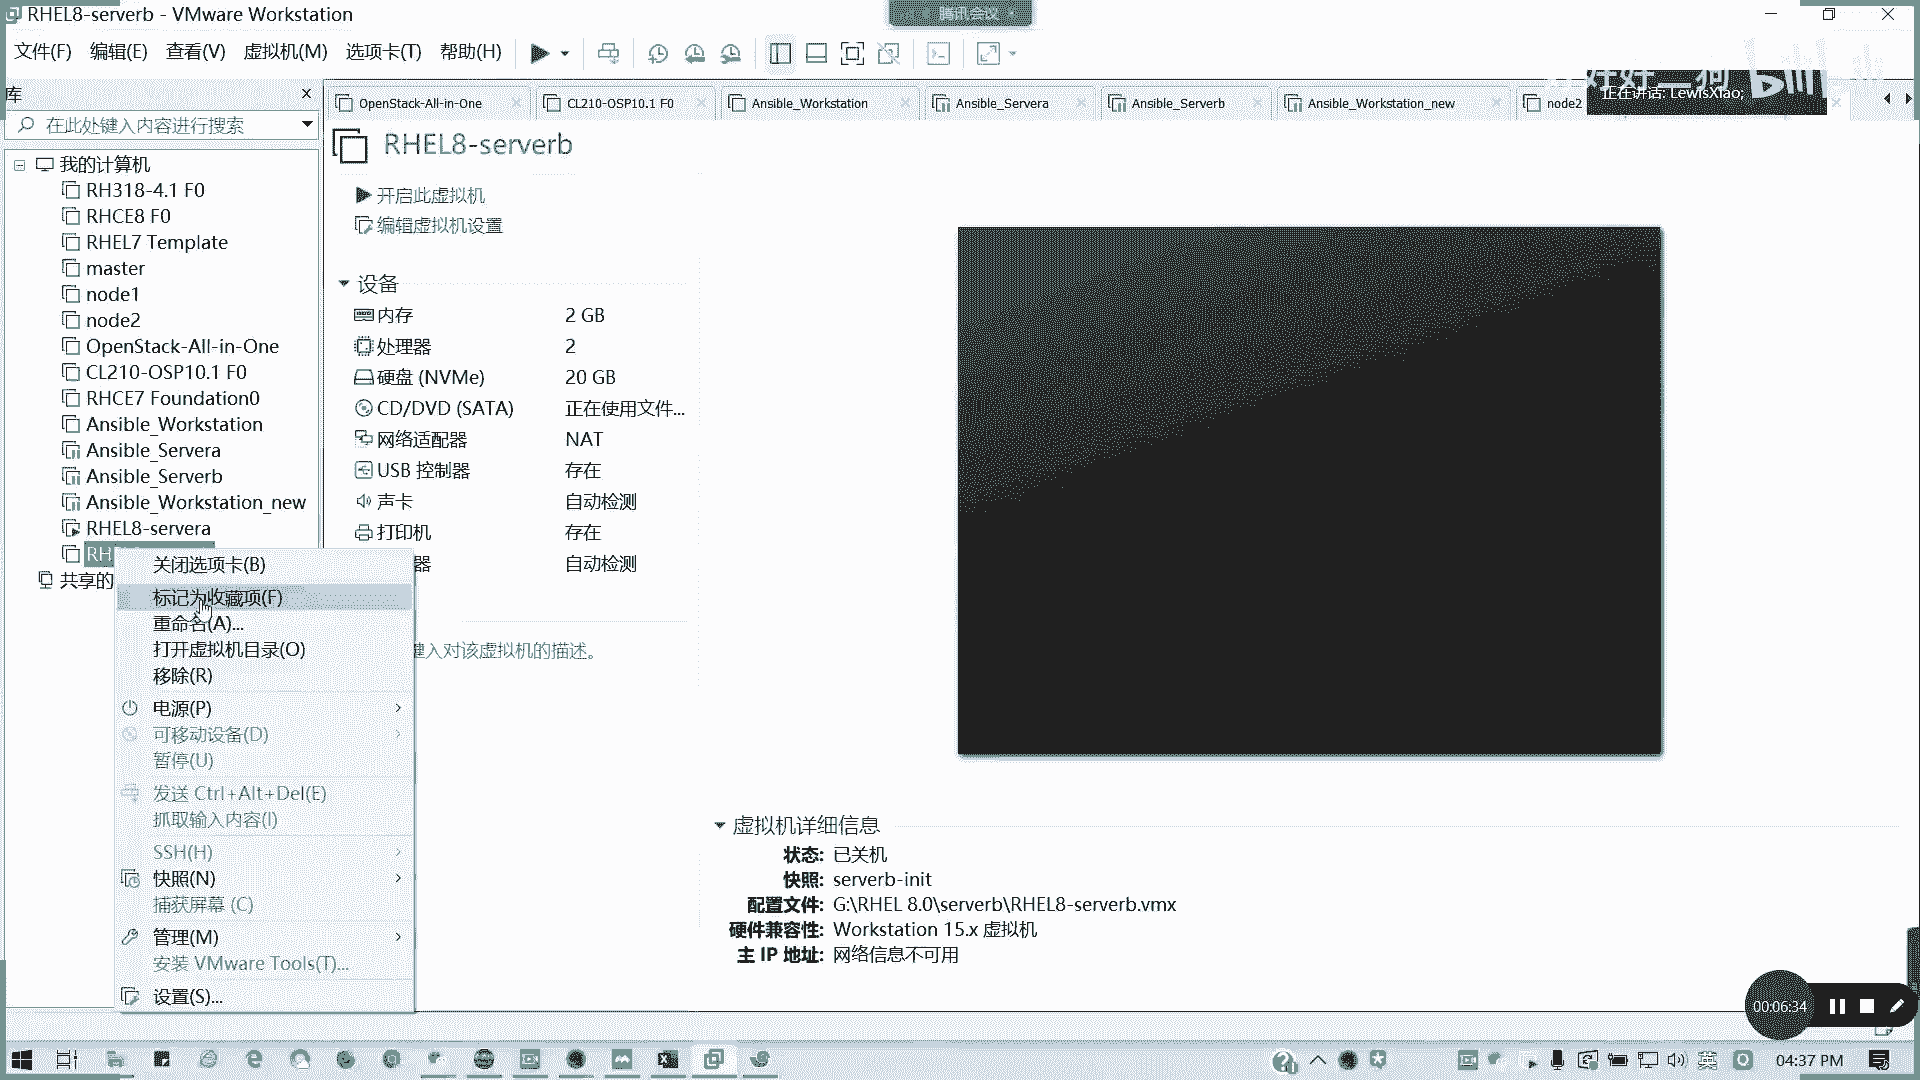 RHEL8-serverb - VMware Workstation
腾讯会议
文件(F) 编辑(E) 查看(V) 虚拟机(M) 选项卡(T) 帮助(H)
库
在此处键入内容进行搜索
我的计算机
RH318-4.1 F0
RHCE8 F0
RHEL7 Template
master
node1
node2
OpenStack-All-in-One
CL210-OSP10.1 F0
RHCE7 Foundation0
Ansible_Workstation
Ansible_Servera
Ansible_Serverb
Ansible_Workstation_new
RHEL8-servera
RH
共享的
OpenStack-All-in-One
CL210-OSP10.1 F0
Ansible_Workstation
Ansible_Servera
Ansible_Serverb
Ansible_Workstation_new
node2
正在讲话: LewisXiao;
bili
RHEL8-serverb
开启此虚拟机
编辑虚拟机设置
设备
内存 2 GB
处理器 2
硬盘 (NVMe) 20 GB
CD/DVD (SATA) 正在使用文件...
网络适配器 NAT
USB 控制器 存在
声卡 自动检测
打印机 存在
器 自动检测
键入对该虚拟机的描述。
关闭选项卡(B)
标记为收藏项(F)
重命名(A)...
打开虚拟机目录(O)
移除(R)
电源(P)
可移动设备(D)
暂停(U)
发送 Ctrl+Alt+Del(E)
抓取输入内容(I)
SSH(H)
快照(N)
捕获屏幕 (C)
管理(M)
安装 VMware Tools(T)...
设置(S)...
虚拟机详细信息
状态: 已关机
快照: serverb-init
配置文件: G:\RHEL 8.0\serverb\RHEL8-serverb.vmx
硬件兼容性: Workstation 15.x 虚拟机
主 IP 地址: 网络信息不可用
00:06:34
英
04:37 PM